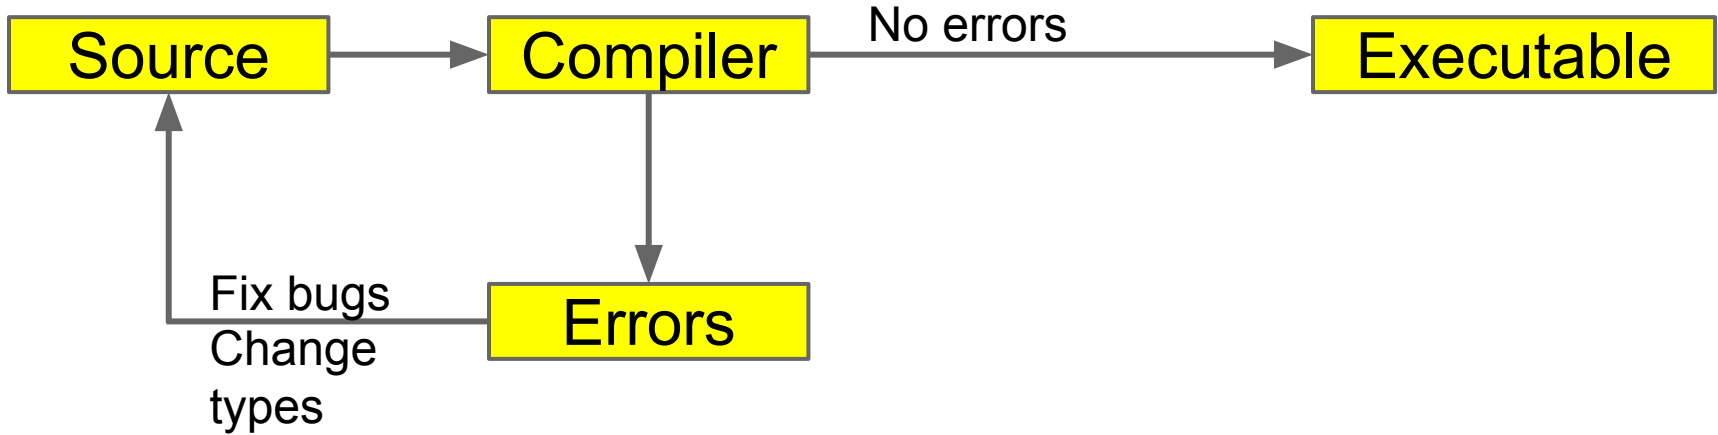 Source
Compiler
No errors
Executable
Fix bugs
Change
types
Errors